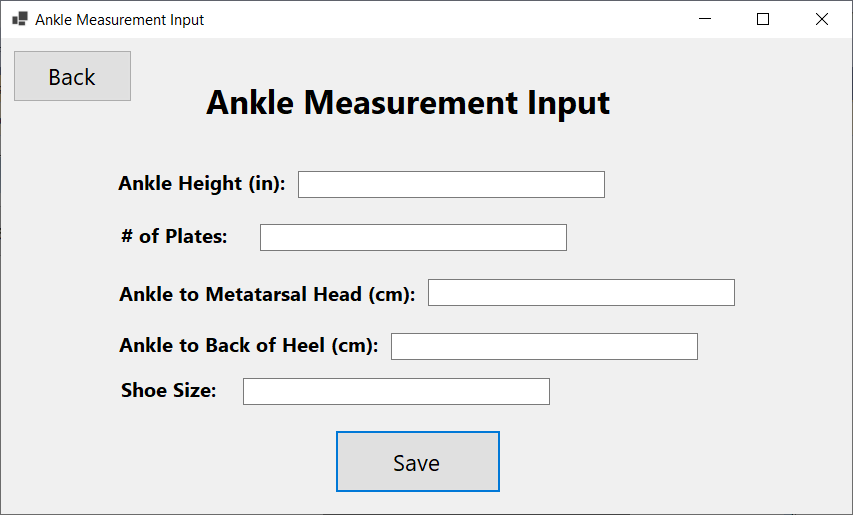 Ankle Measurement Input
Back
Ankle Measurement Input
Ankle Height (in):
# of Plates:
Ankle to Metatarsal Head (cm):
Ankle to Back of Heel (cm):
Shoe Size:
Save